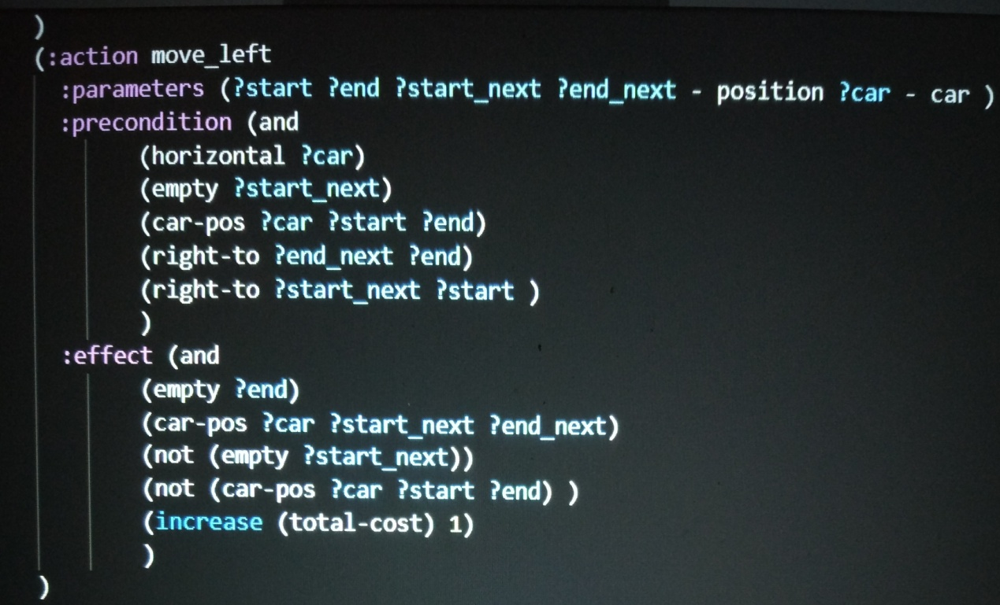 )
(:action move_left
:parameters (?start ?end ?start_next ?end_next - position ?car - car )
:precondition (and
(horizontal ?car)
(empty ?start_next)
(car-pos ?car ?start ?end)
(right-to ?end_next ?end)
(right-to ?start_next ?start )
)
:effect (and
(empty ?end)
(car-pos ?car ?start_next ?end_next)
(not (empty ?start_next))
(not (car-pos ?car ?start ?end) )
(increase (total-cost) 1)
)
)